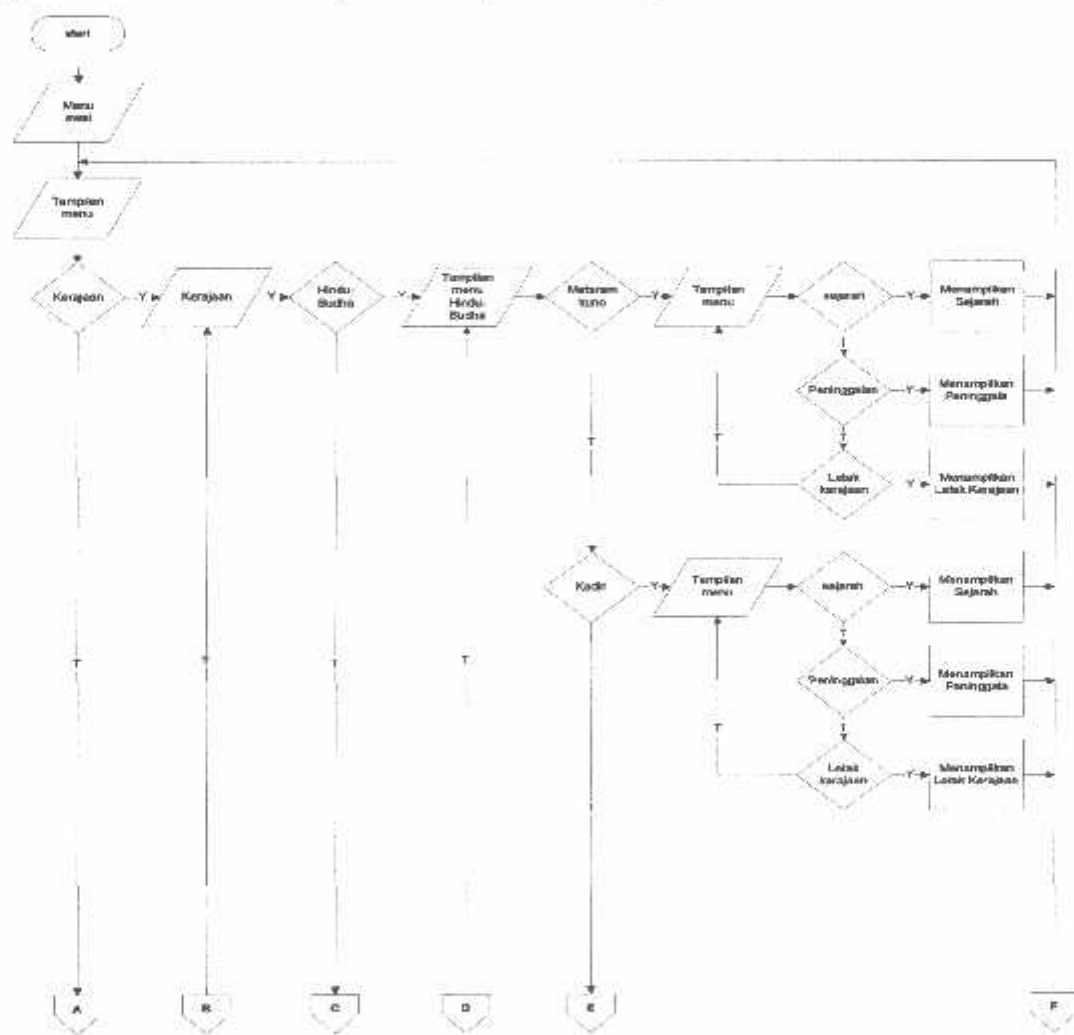 start
Menu
awal
Tampilan
menu
Kerajaan
Y
Kerajaan
Y
Hindu-
Budha
Y
Tampilan
menu
Hindu-
Budha
Mataram
kuno
Y
Tampilan
menu
sejarah
Y
Menampilkan
Sejarah
T
Peninggalan
Y
Menampilkan
Peninggala
T
T
T
Letak
kerajaan
Y
Menampilkan
Letak Kerajaan
Kediri
Y
Tampilan
menu
sejarah
Y
Menampilkan
Sejarah
T
T
T
T
T
Peninggalan
Y
Menampilkan
Peninggala
T
T
Letak
kerajaan
Y
Menampilkan
Letak Kerajaan
A
B
C
D
E
F